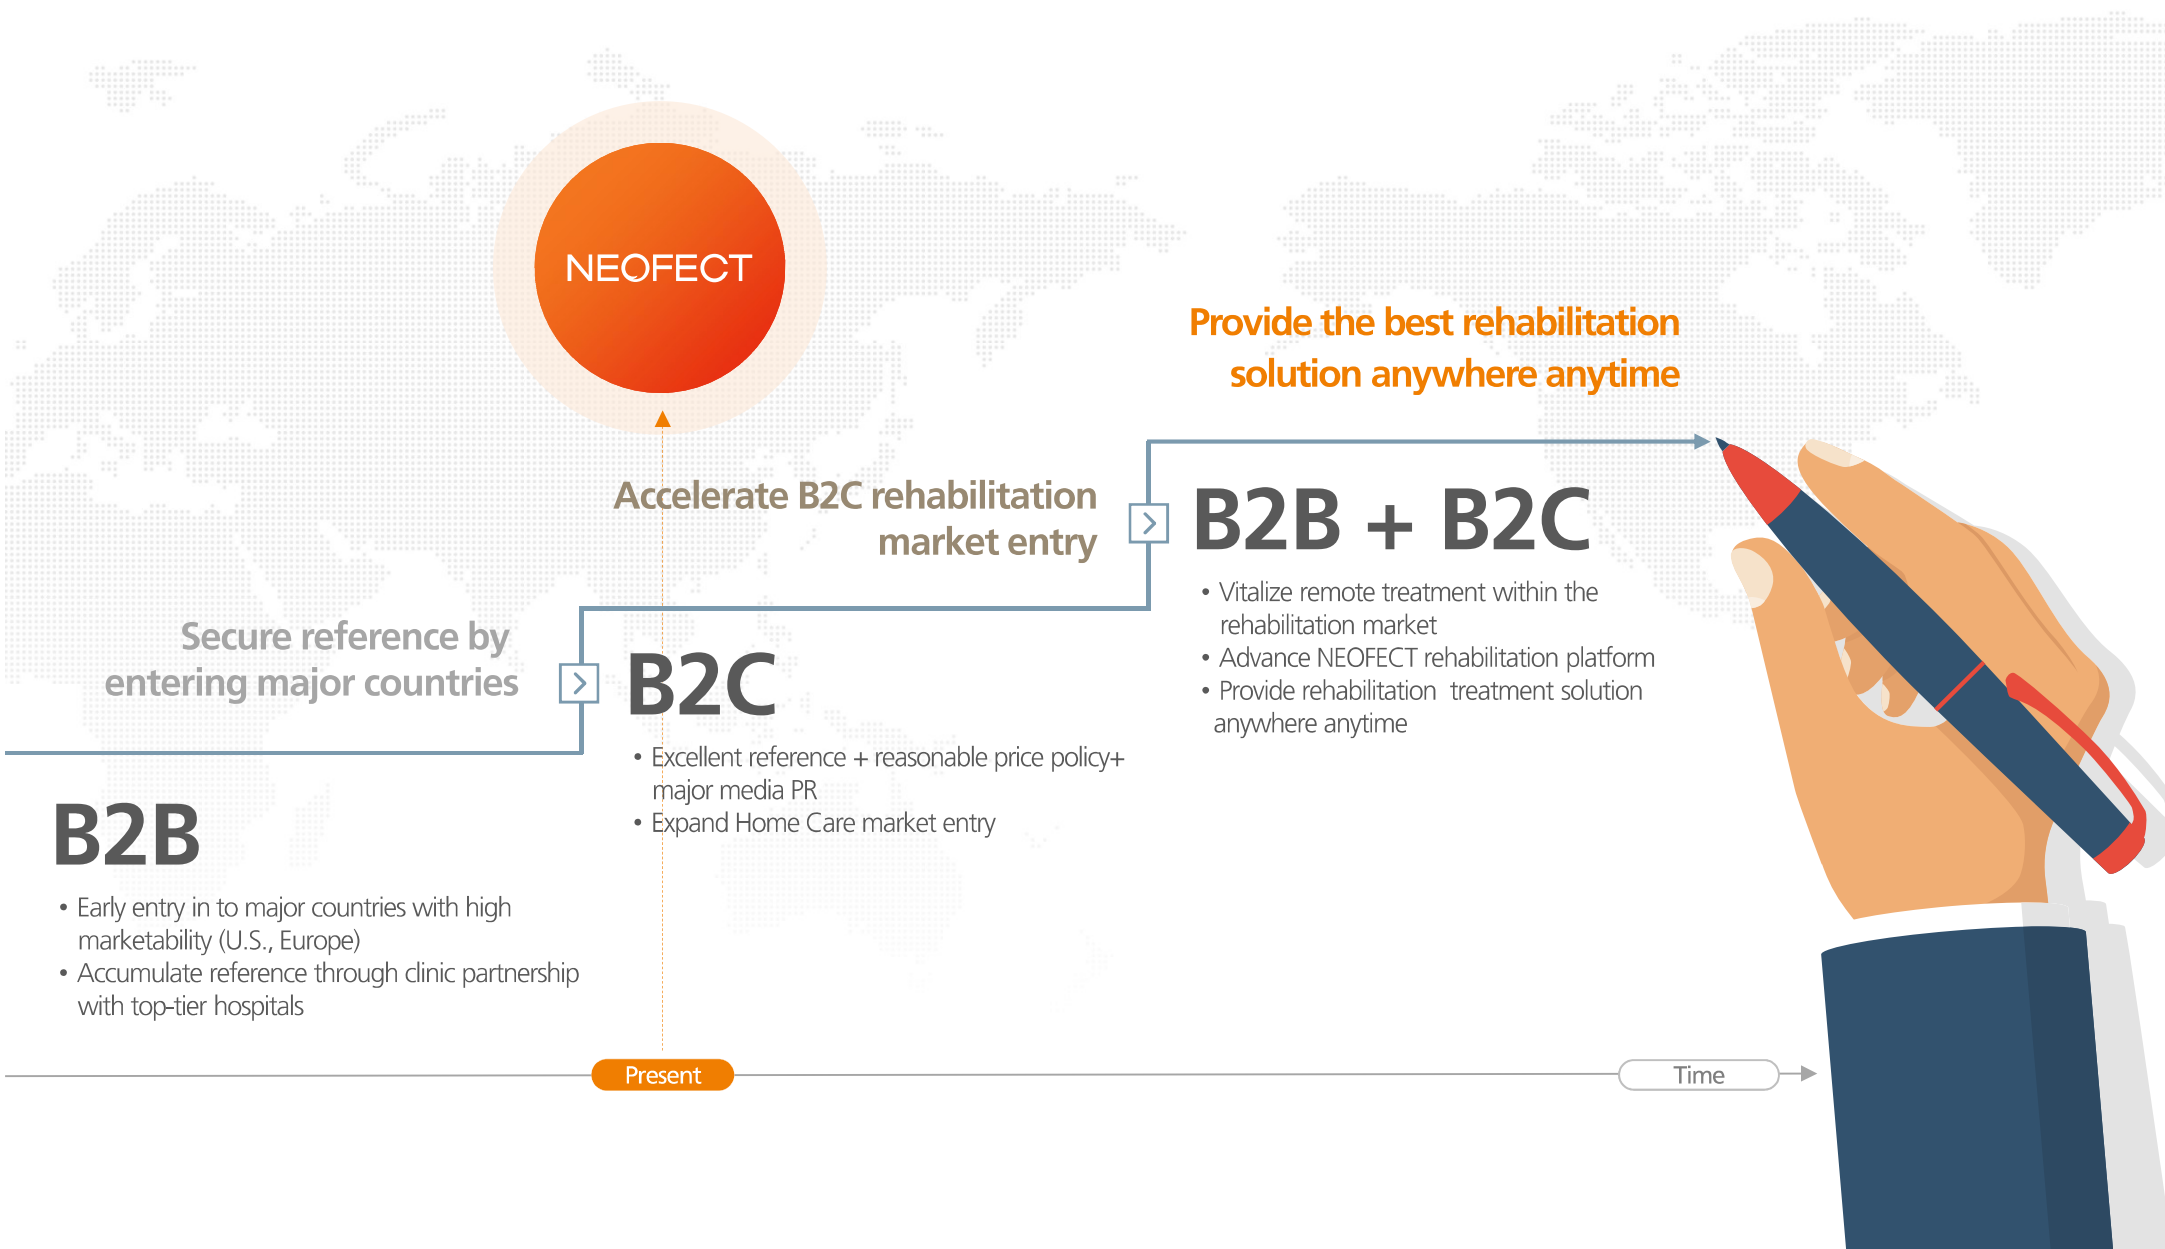 NEOFECT
Provide the best rehabilitation
solution anywhere anytime
Accelerate B2C rehabilitation
market entry
B2B + B2C
• Vitalize remote treatment within the
rehabilitation market
• Advance NEOFECT rehabilitation platform
• Provide rehabilitation treatment solution
anywhere anytime
Secure reference by
entering major countries
B2C
• Excellent reference + reasonable price policy+
major media PR
• Expand Home Care market entry
B2B
• Early entry in to major countries with high
marketability (U.S., Europe)
• Accumulate reference through clinic partnership
with top-tier hospitals
Present
Time